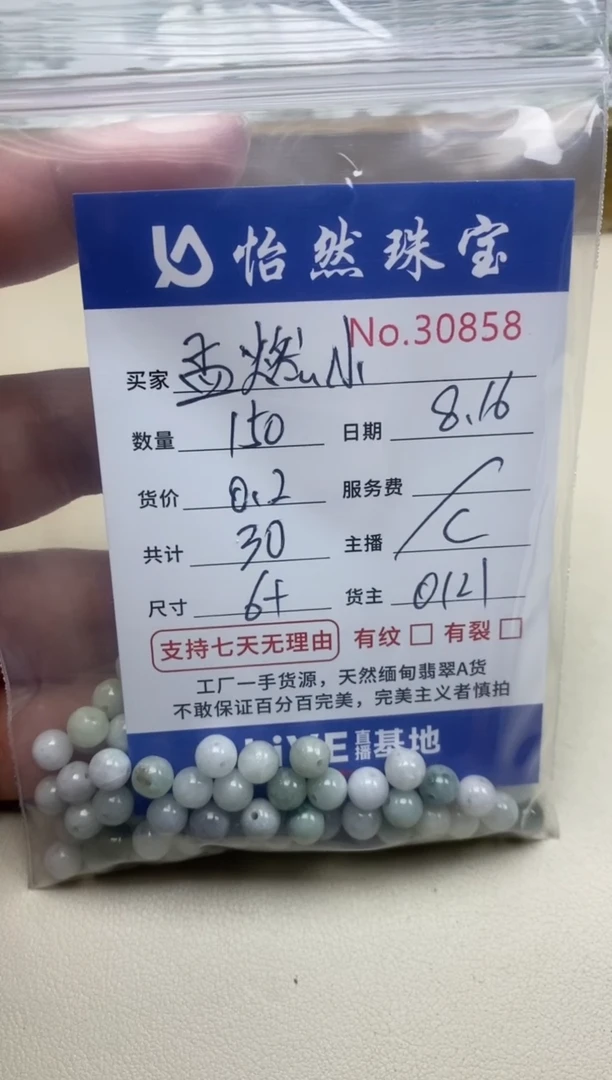 怡然珠宝
No.30858
买家
数量 150 日期 8.16
货价 0.2 服务费 /
共计 30 主播 C
尺寸 6+ 货主 0121
支持七天无理由 有纹 □ 有裂 □
工厂一手货源，天然缅甸翡翠A货
不敢保证百分百完美，完美主义者慎拍
LiVE 直播 基地